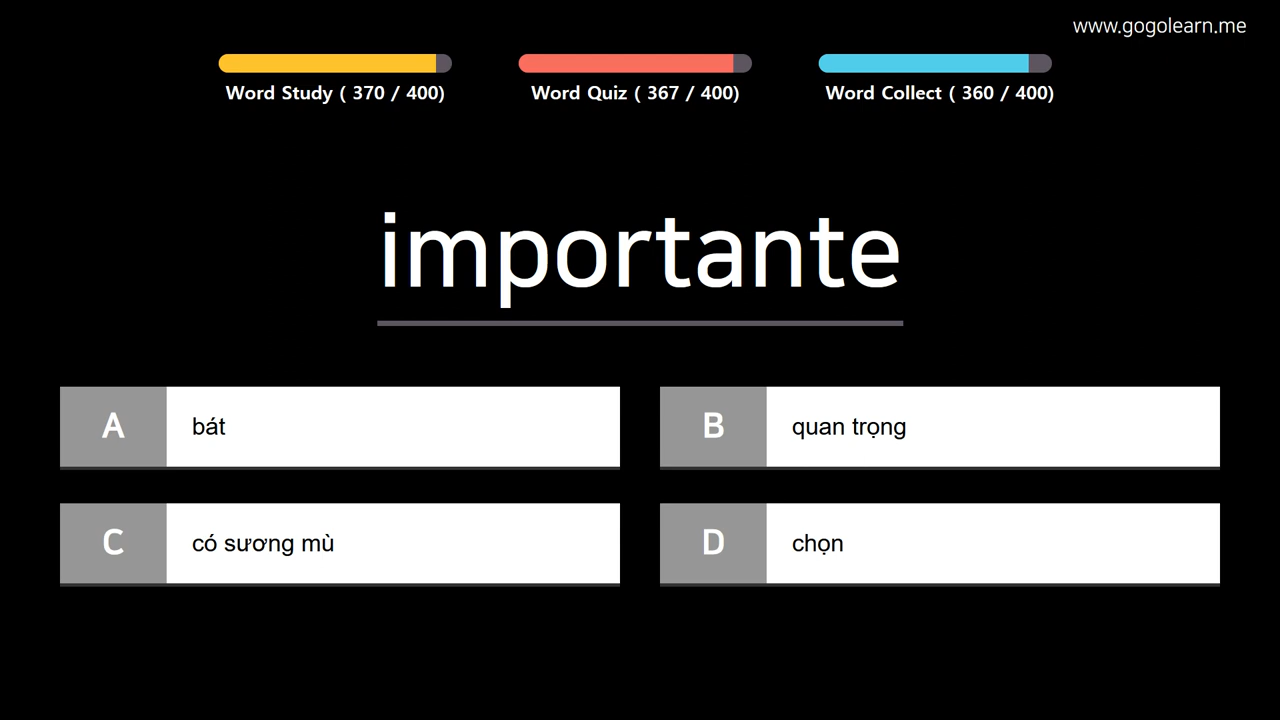 www.gogolearn.me
Word Study ( 370 / 400)
Word Quiz ( 367 / 400)
Word Collect ( 360 / 400)
importante
A bát
B quan trọng
C có sương mù
D chọn